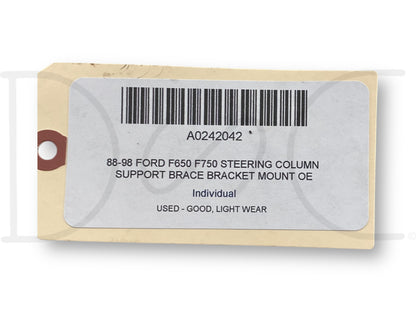 A0242042
88-98 FORD F650 F750 STEERING COLUMN
SUPPORT BRACE BRACKET MOUNT OE
Individual
USED - GOOD, LIGHT WEAR